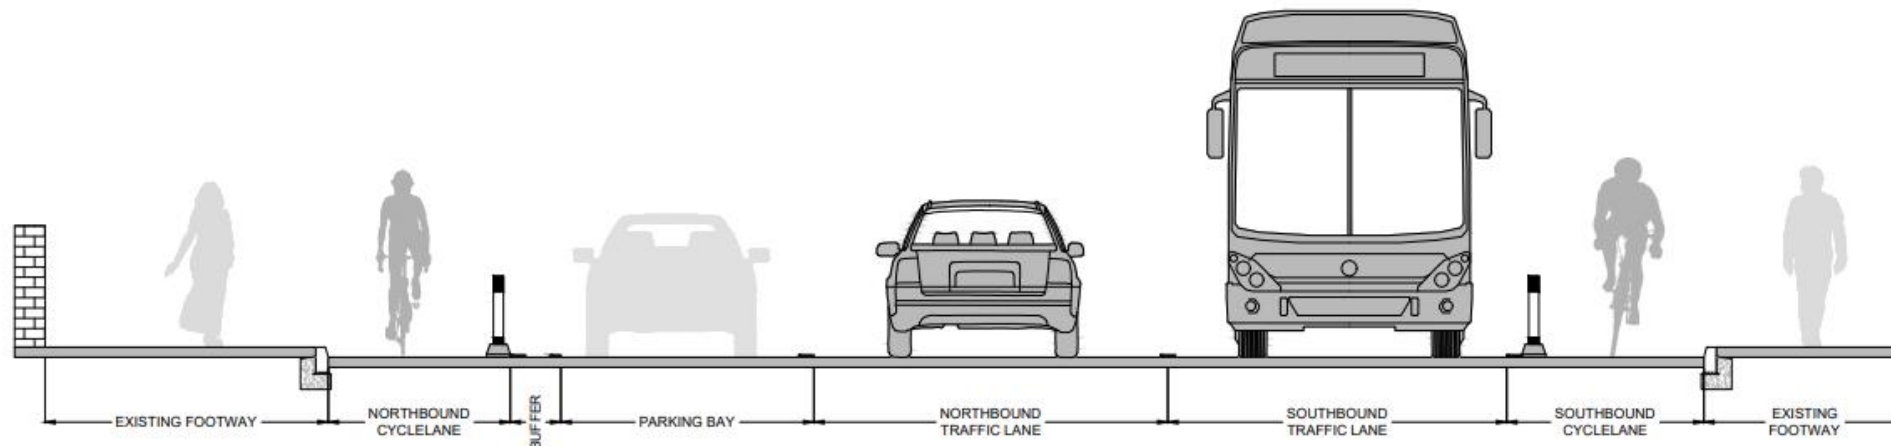 EXISTING FOOTWAY
NORTHBOUND
CYCLELANE
BUFFER
PARKING BAY
NORTHBOUND
TRAFFIC LANE
SOUTHBOUND
TRAFFIC LANE
SOUTHBOUND
CYCLELANE
EXISTING
FOOTWAY